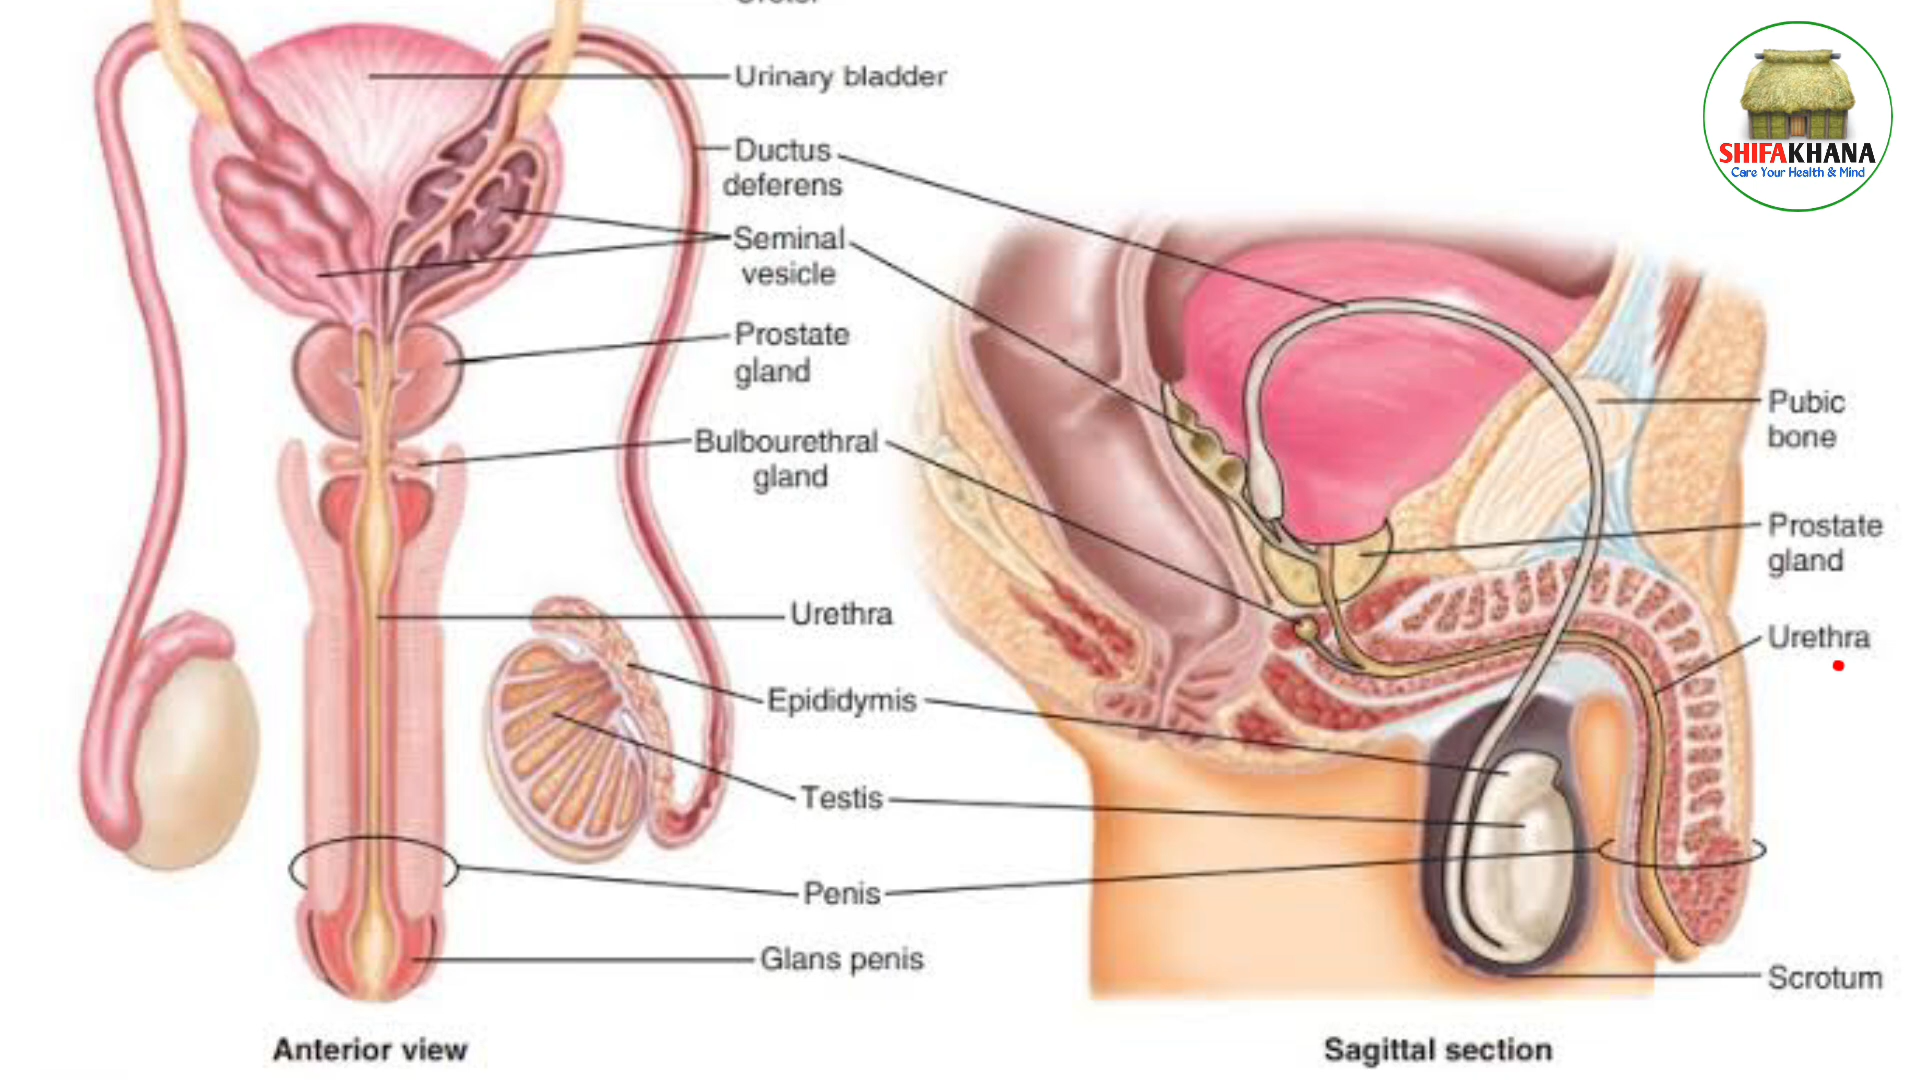 Urinary bladder
Ductus
deferens
Seminal
vesicle
Prostate
gland
Bulbourethral
gland
Urethra
Epididymis
Testis
Penis
Glans penis
Anterior view
SHIFAKHANA
Care Your Health & Mind
Pubic
bone
Prostate
gland
Urethra
Scrotum
Sagittal section